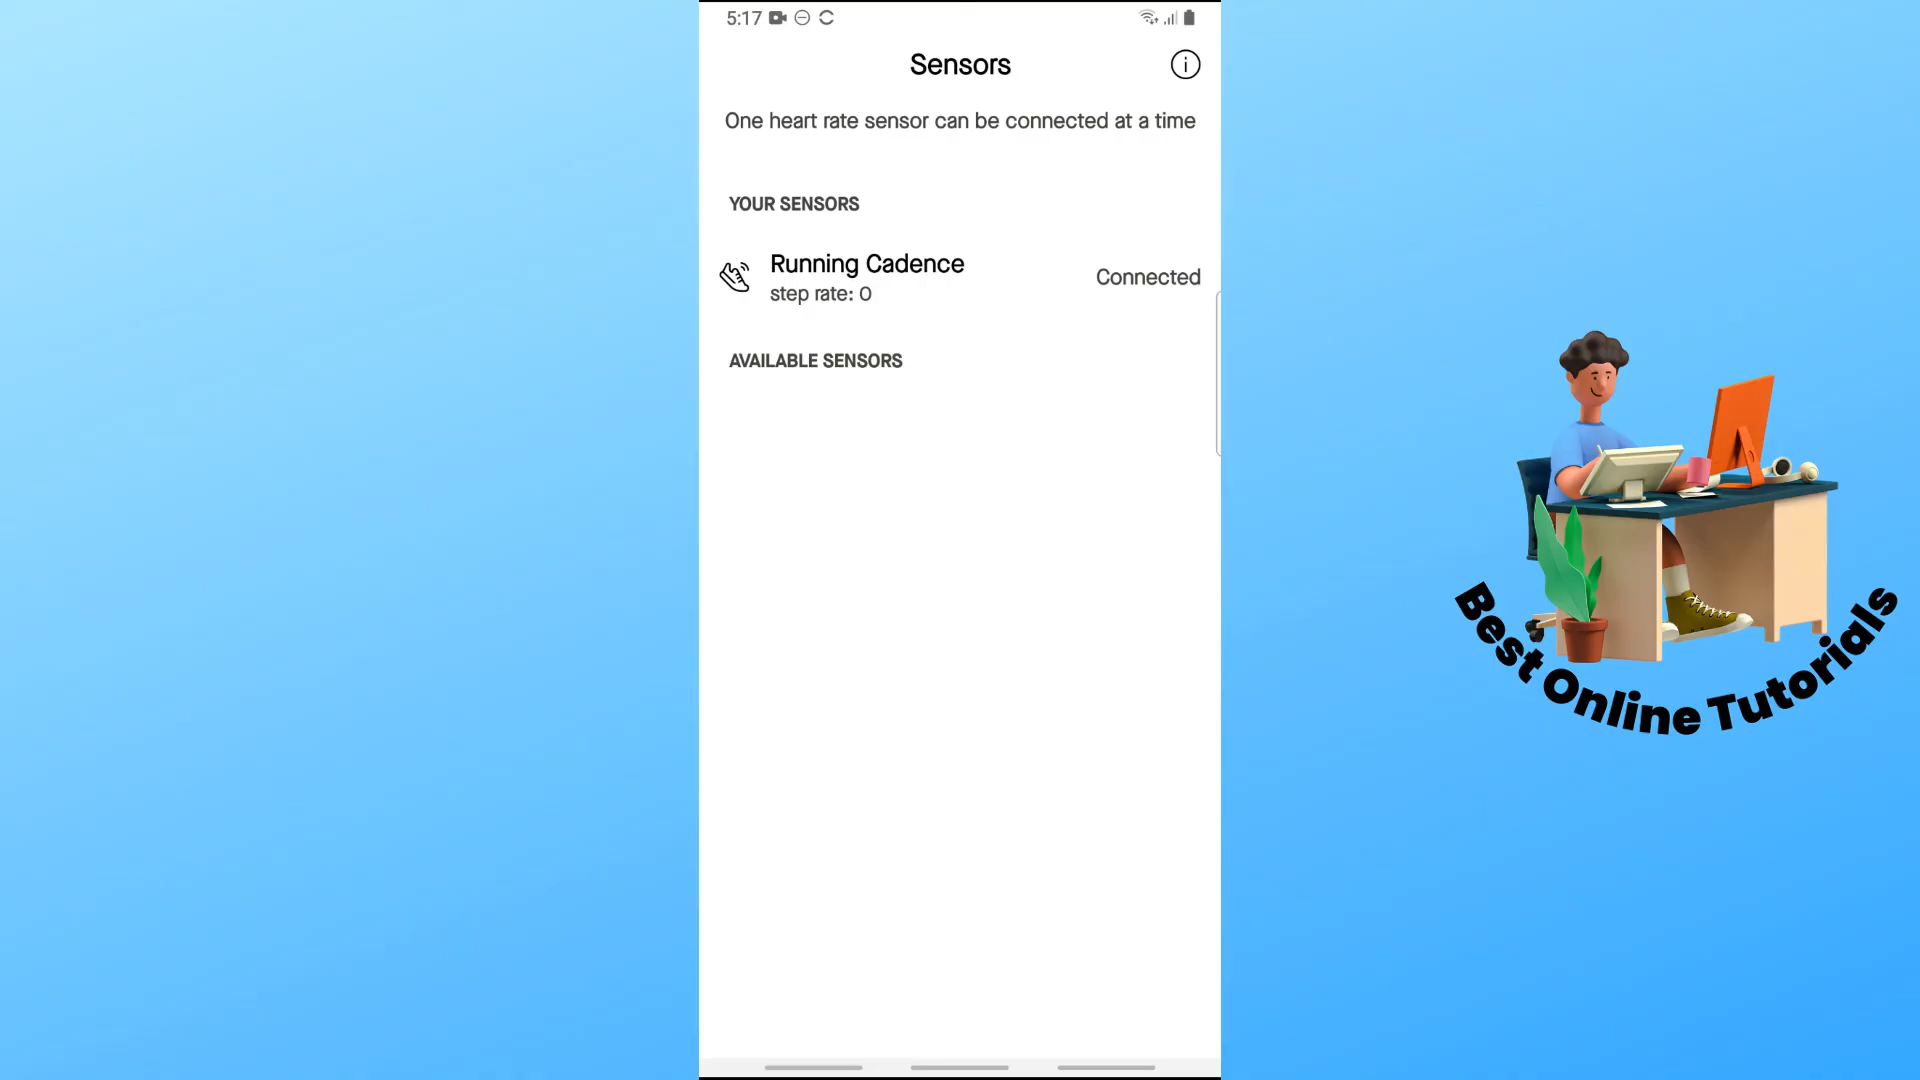 5:17
Sensors
One heart rate sensor can be connected at a time
YOUR SENSORS
Running Cadence
step rate: 0
Connected
AVAILABLE SENSORS
Best Online Tutorials